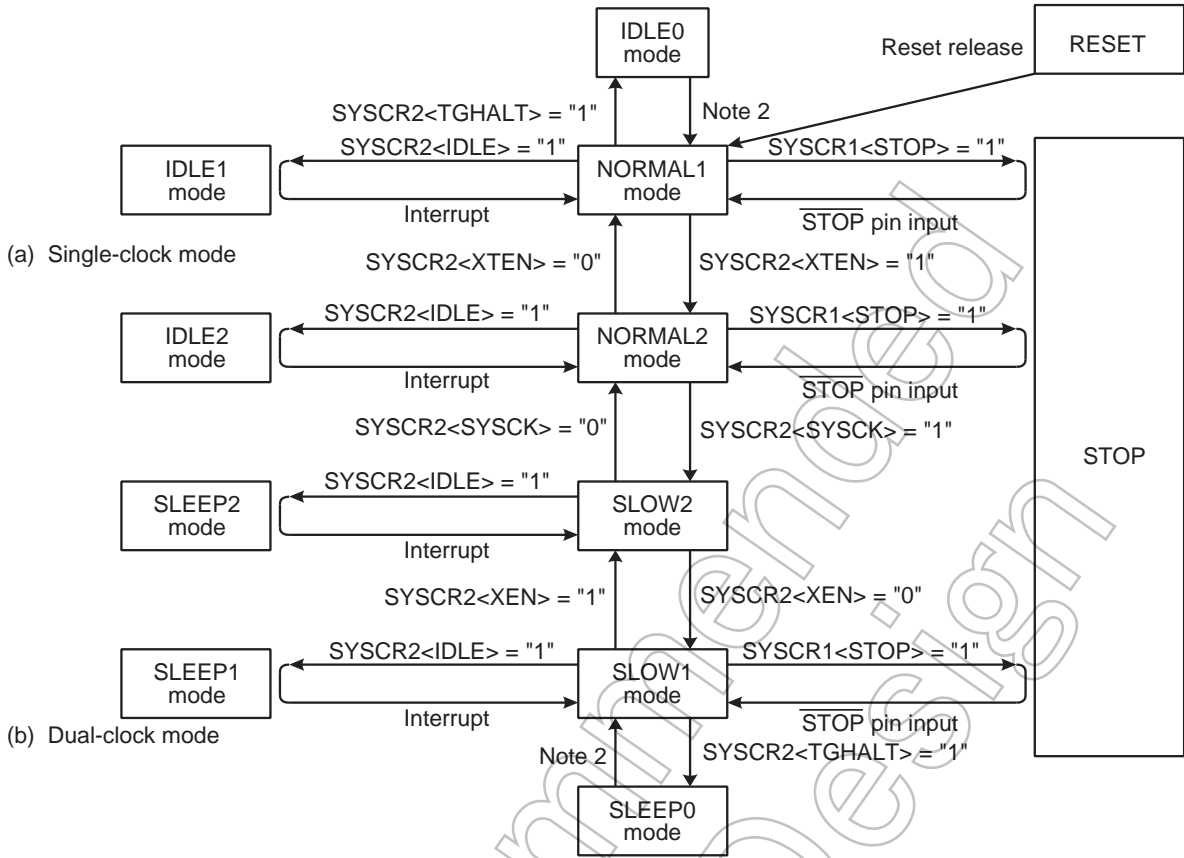 IDLE0
mode
Reset release
RESET
SYSCR2<TGHALT> = "1"
Note 2
IDLE1
mode
SYSCR2<IDLE> = "1"
Interrupt
NORMAL1
mode
SYSCR1<STOP> = "1"
STOP pin input
(a) Single-clock mode
SYSCR2<XTEN> = "0"
SYSCR2<XTEN> = "1"
IDLE2
mode
SYSCR2<IDLE> = "1"
Interrupt
NORMAL2
mode
SYSCR1<STOP> = "1"
STOP pin input
SYSCR2<SYSCK> = "0"
SYSCR2<SYSCK> = "1"
STOP
SLEEP2
mode
SYSCR2<IDLE> = "1"
Interrupt
SLOW2
mode
SYSCR2<XEN> = "1"
SYSCR2<XEN> = "0"
SLEEP1
mode
SYSCR2<IDLE> = "1"
Interrupt
SLOW1
mode
SYSCR1<STOP> = "1"
STOP pin input
(b) Dual-clock mode
Note 2
SYSCR2<TGHALT> = "1"
SLEEP0
mode
mmended
Design